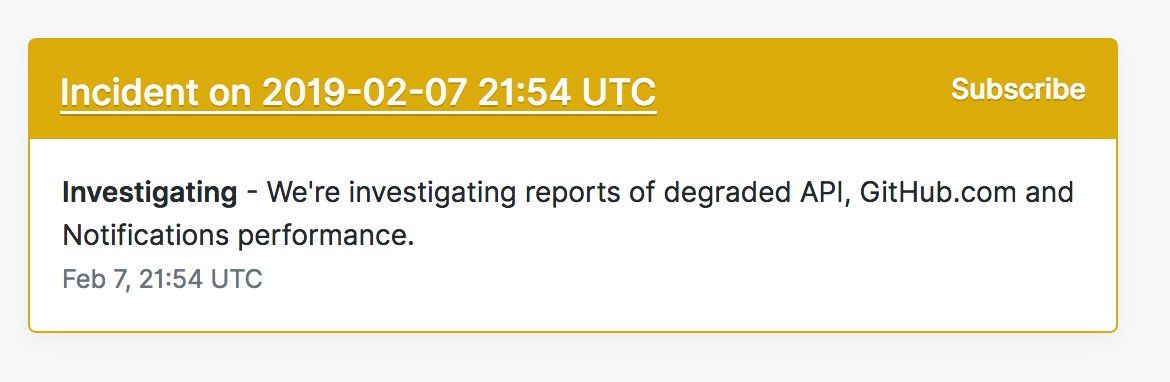 Incident on 2019-02-07 21:54 UTC
Subscribe
Investigating - We're investigating reports of degraded API, GitHub.com and
Notifications performance.
Feb 7, 21:54 UTC